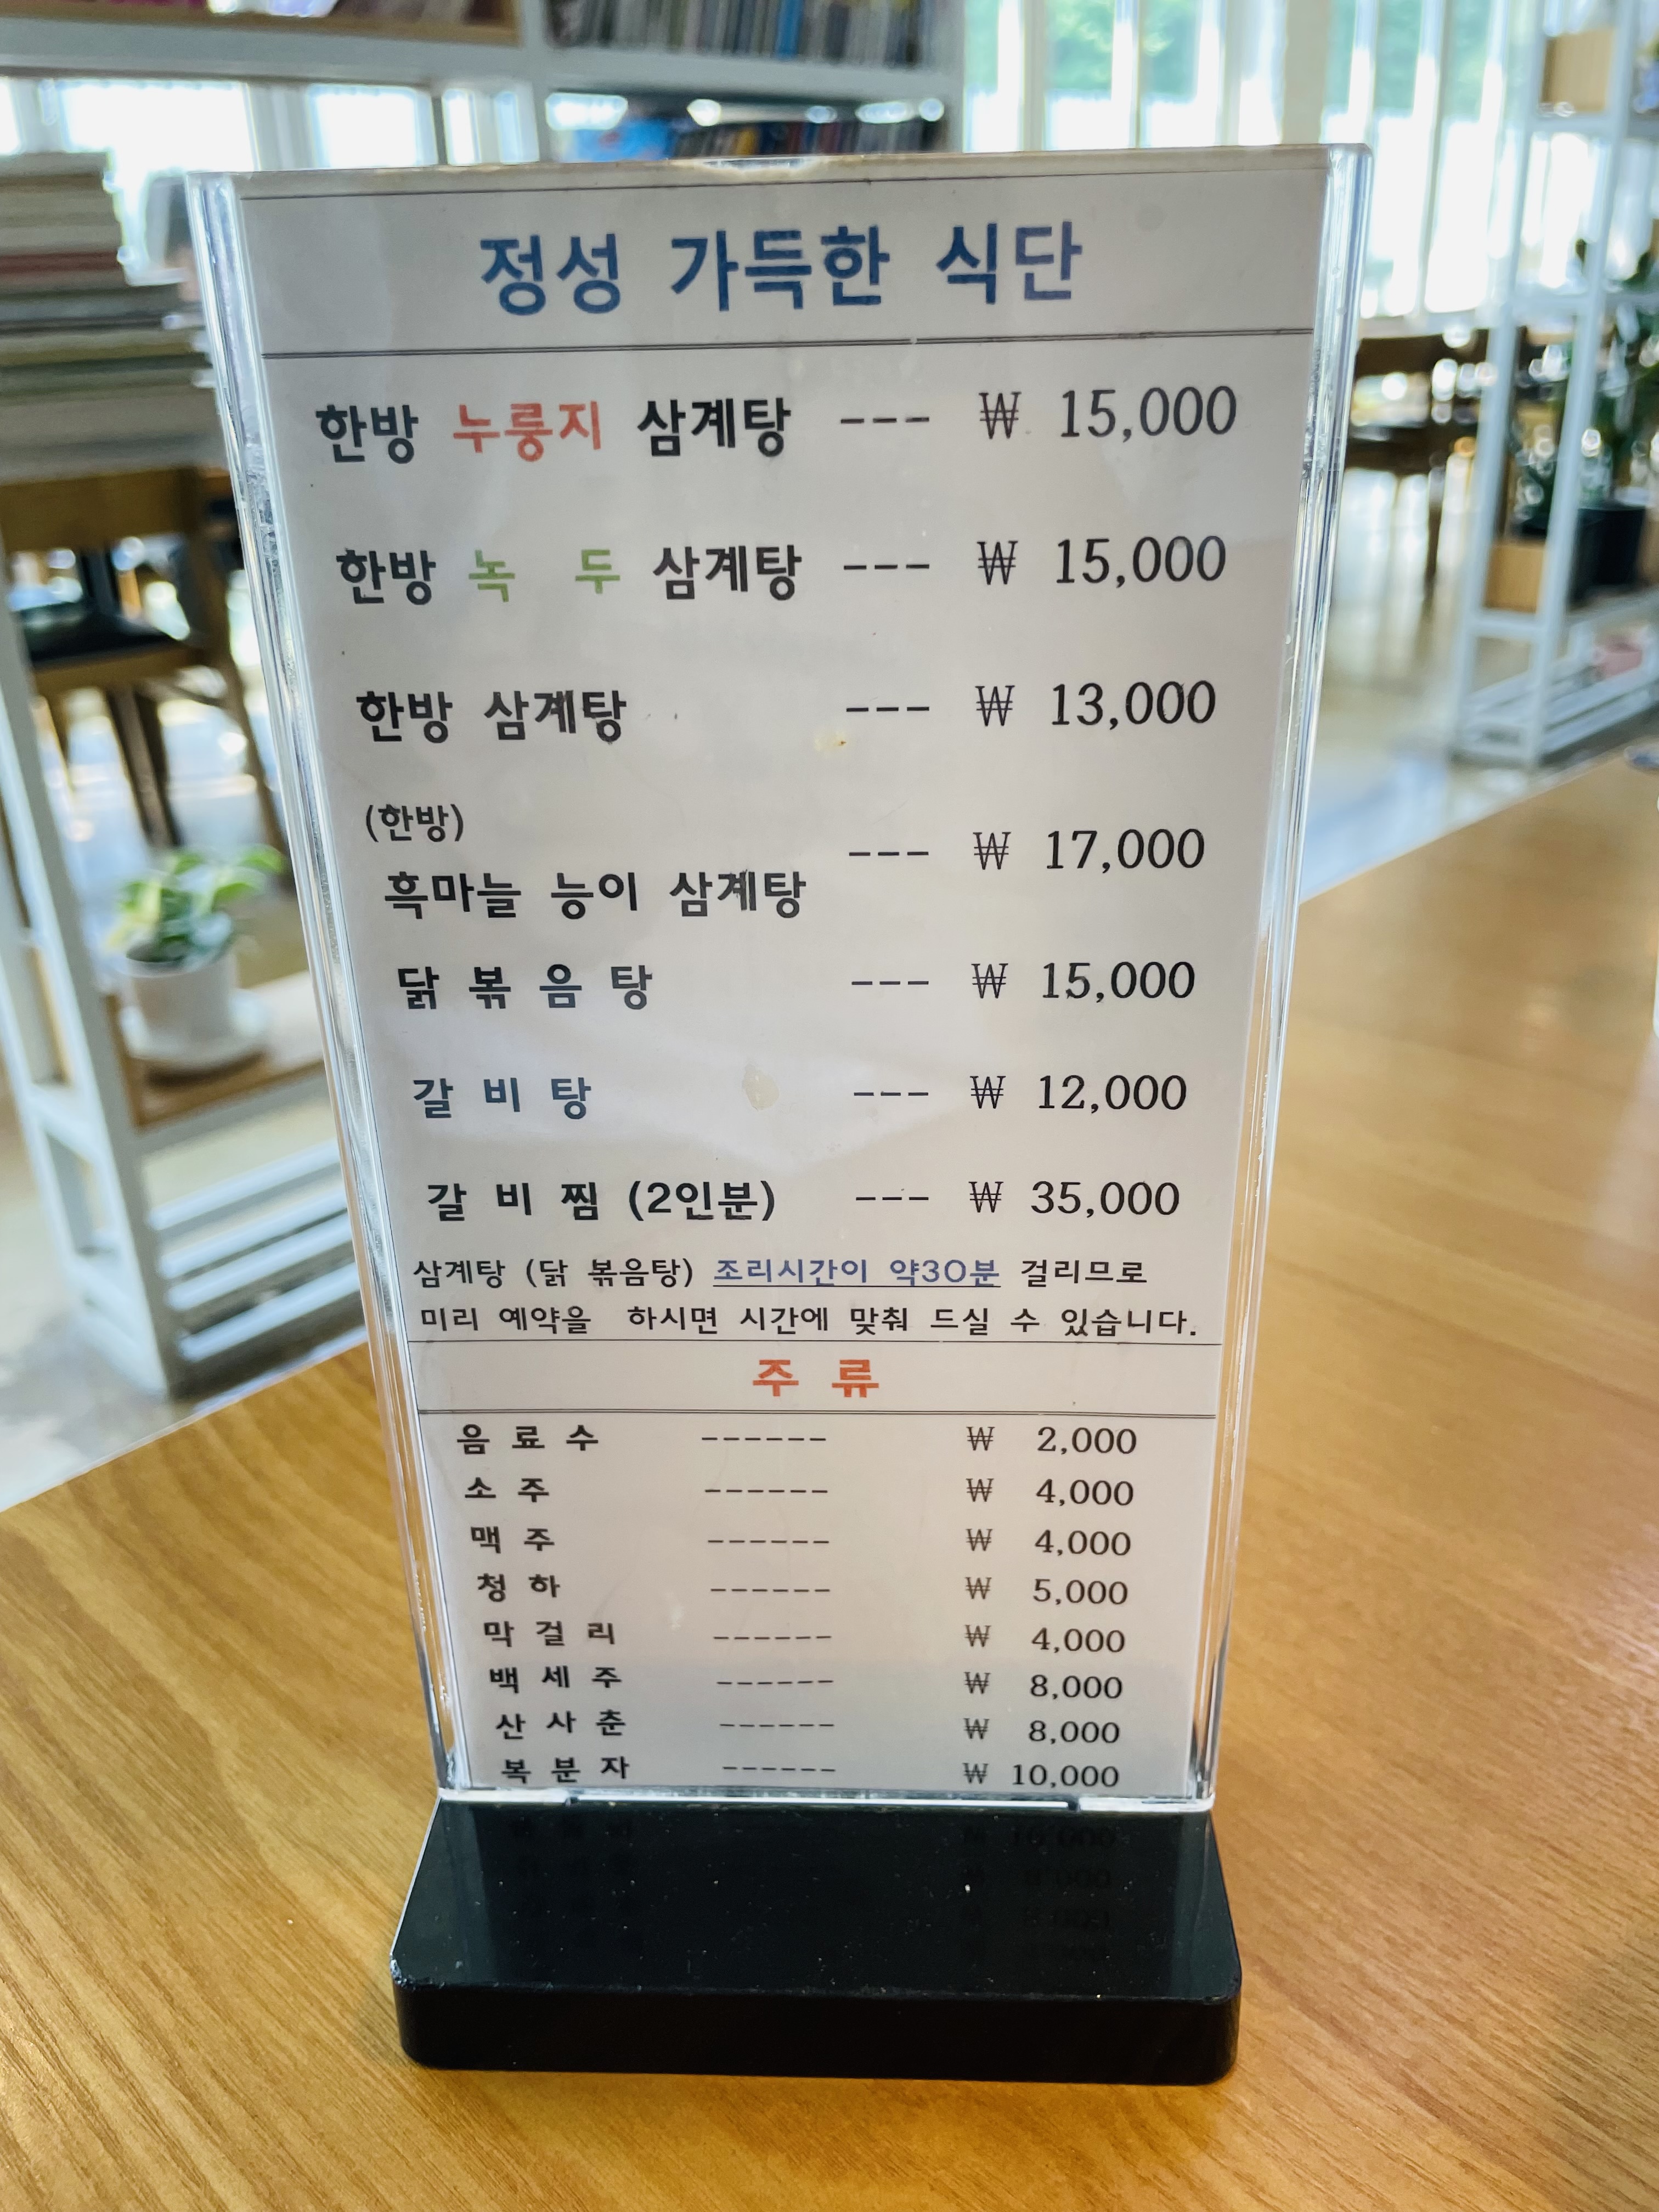 정성 가득한 식단
한방 누룽지 삼계탕 --- ₩ 15,000
한방 녹 두 삼계탕 --- ₩ 15,000
한방 삼계탕 --- ₩ 13,000
(한방)
흑마늘 능이 삼계탕 --- ₩ 17,000
닭 볶 음 탕 --- ₩ 15,000
갈 비 탕 --- ₩ 12,000
갈 비 찜 (2인분) --- ₩ 35,000
삼계탕 (닭 볶음탕) 조리시간이 약30분 걸리므로
미리 예약을 하시면 시간에 맞춰 드실 수 있습니다.
주 류
음 료 수 ------ ₩ 2,000
소 주 ------ ₩ 4,000
맥 주 ------ ₩ 4,000
청 하 ------ ₩ 5,000
막 걸 리 ------ ₩ 4,000
백 세 주 ------ ₩ 8,000
산 사 춘 ------ ₩ 8,000
복 분 자 ------ ₩ 10,000